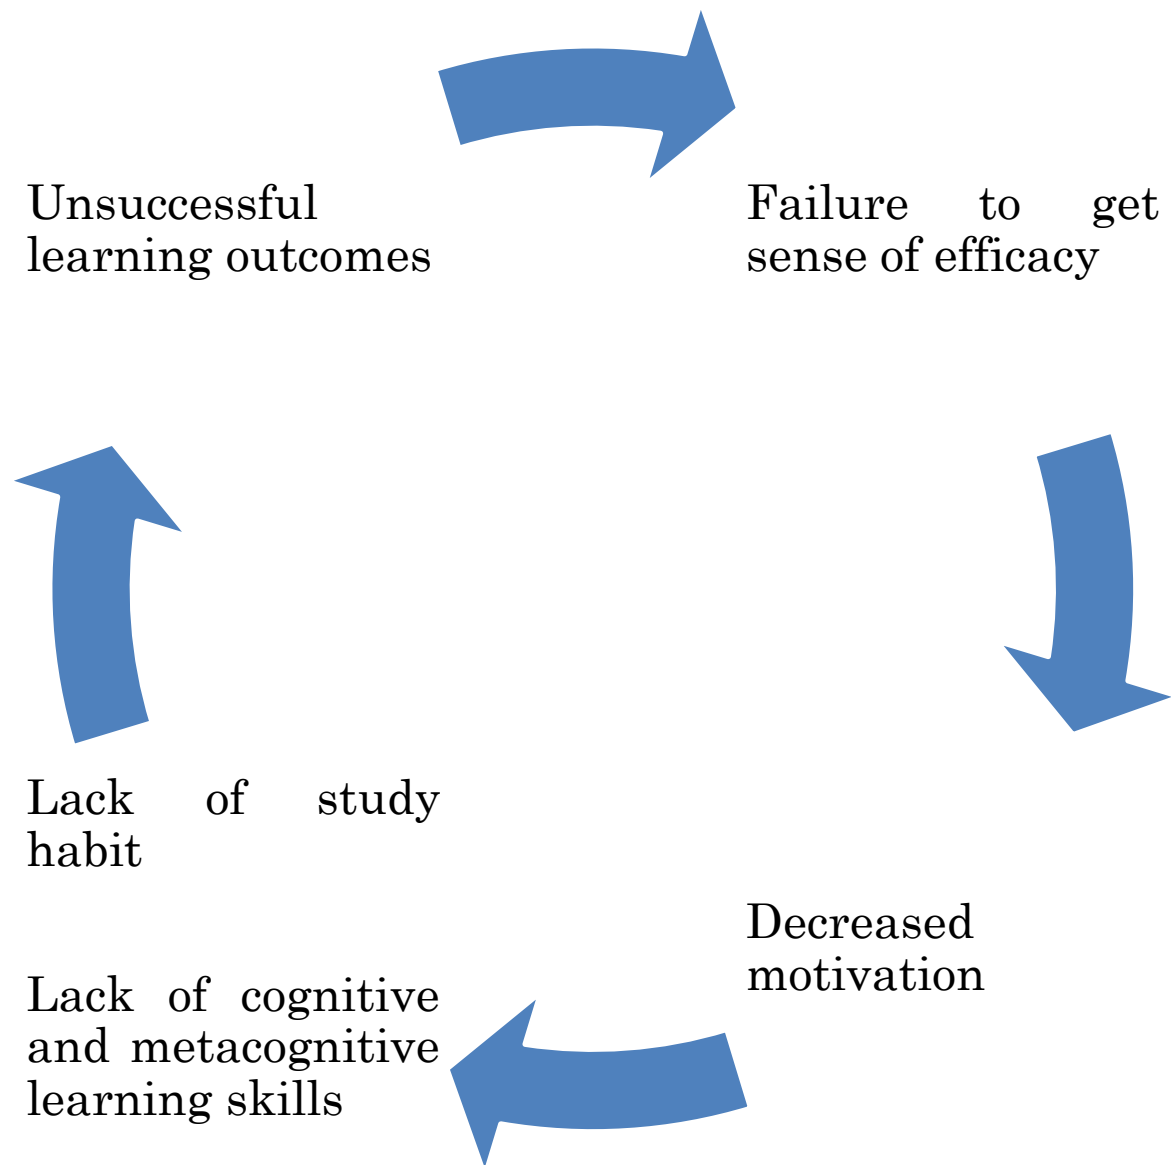 Unsuccessful
learning outcomes
Failure to get
sense of efficacy
Decreased
motivation
Lack of study
habit
Lack of cognitive
and metacognitive
learning skills